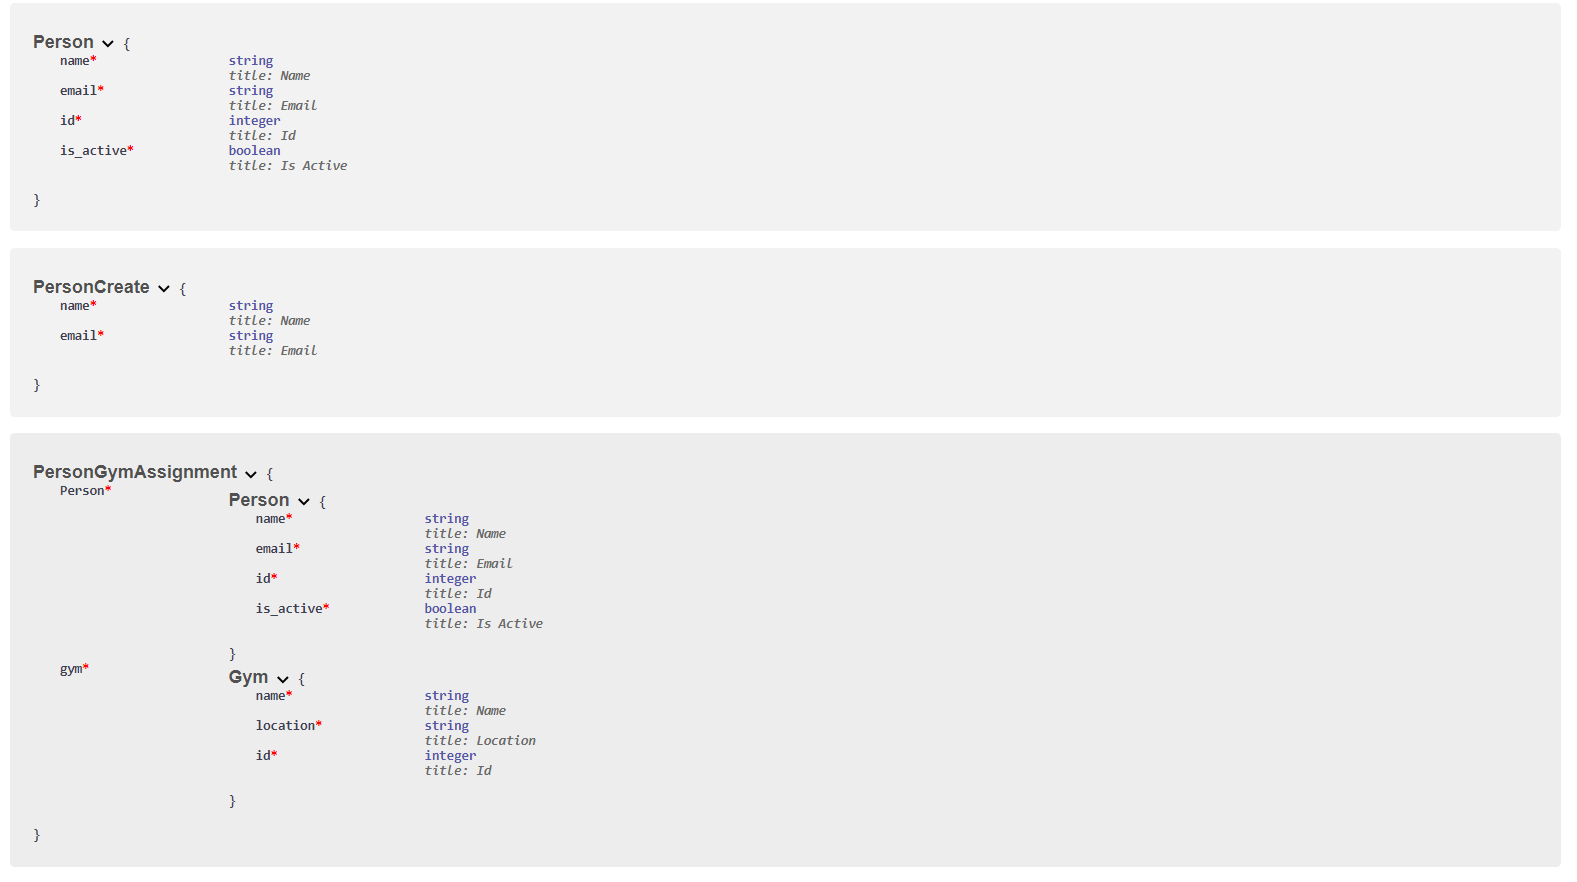 Person {
name* string
title: Name
email* string
title: Email
id* integer
title: Id
is_active* boolean
title: Is Active
}
PersonCreate {
name* string
title: Name
email* string
title: Email
}
PersonGymAssignment {
Person* Person {
name* string
title: Name
email* string
title: Email
id* integer
title: Id
is_active* boolean
title: Is Active
}
gym* Gym {
name* string
title: Name
location* string
title: Location
id* integer
title: Id
}
}